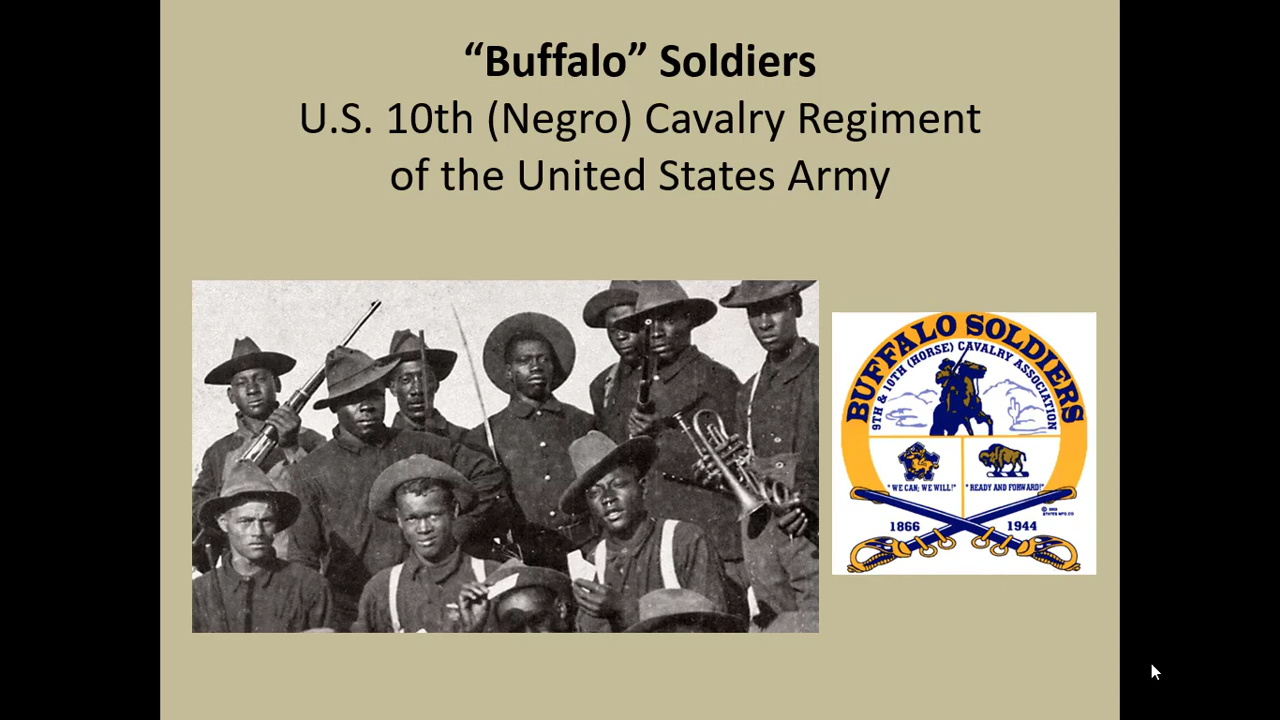 “Buffalo” Soldiers
U.S. 10th (Negro) Cavalry Regiment
of the United States Army
BUFFALO SOLDIERS
9TH & 10TH (HORSE) CAVALRY ASSOCIATION
" WE CAN; WE WILL!"
"READY AND FORWARD!"
1866
1944